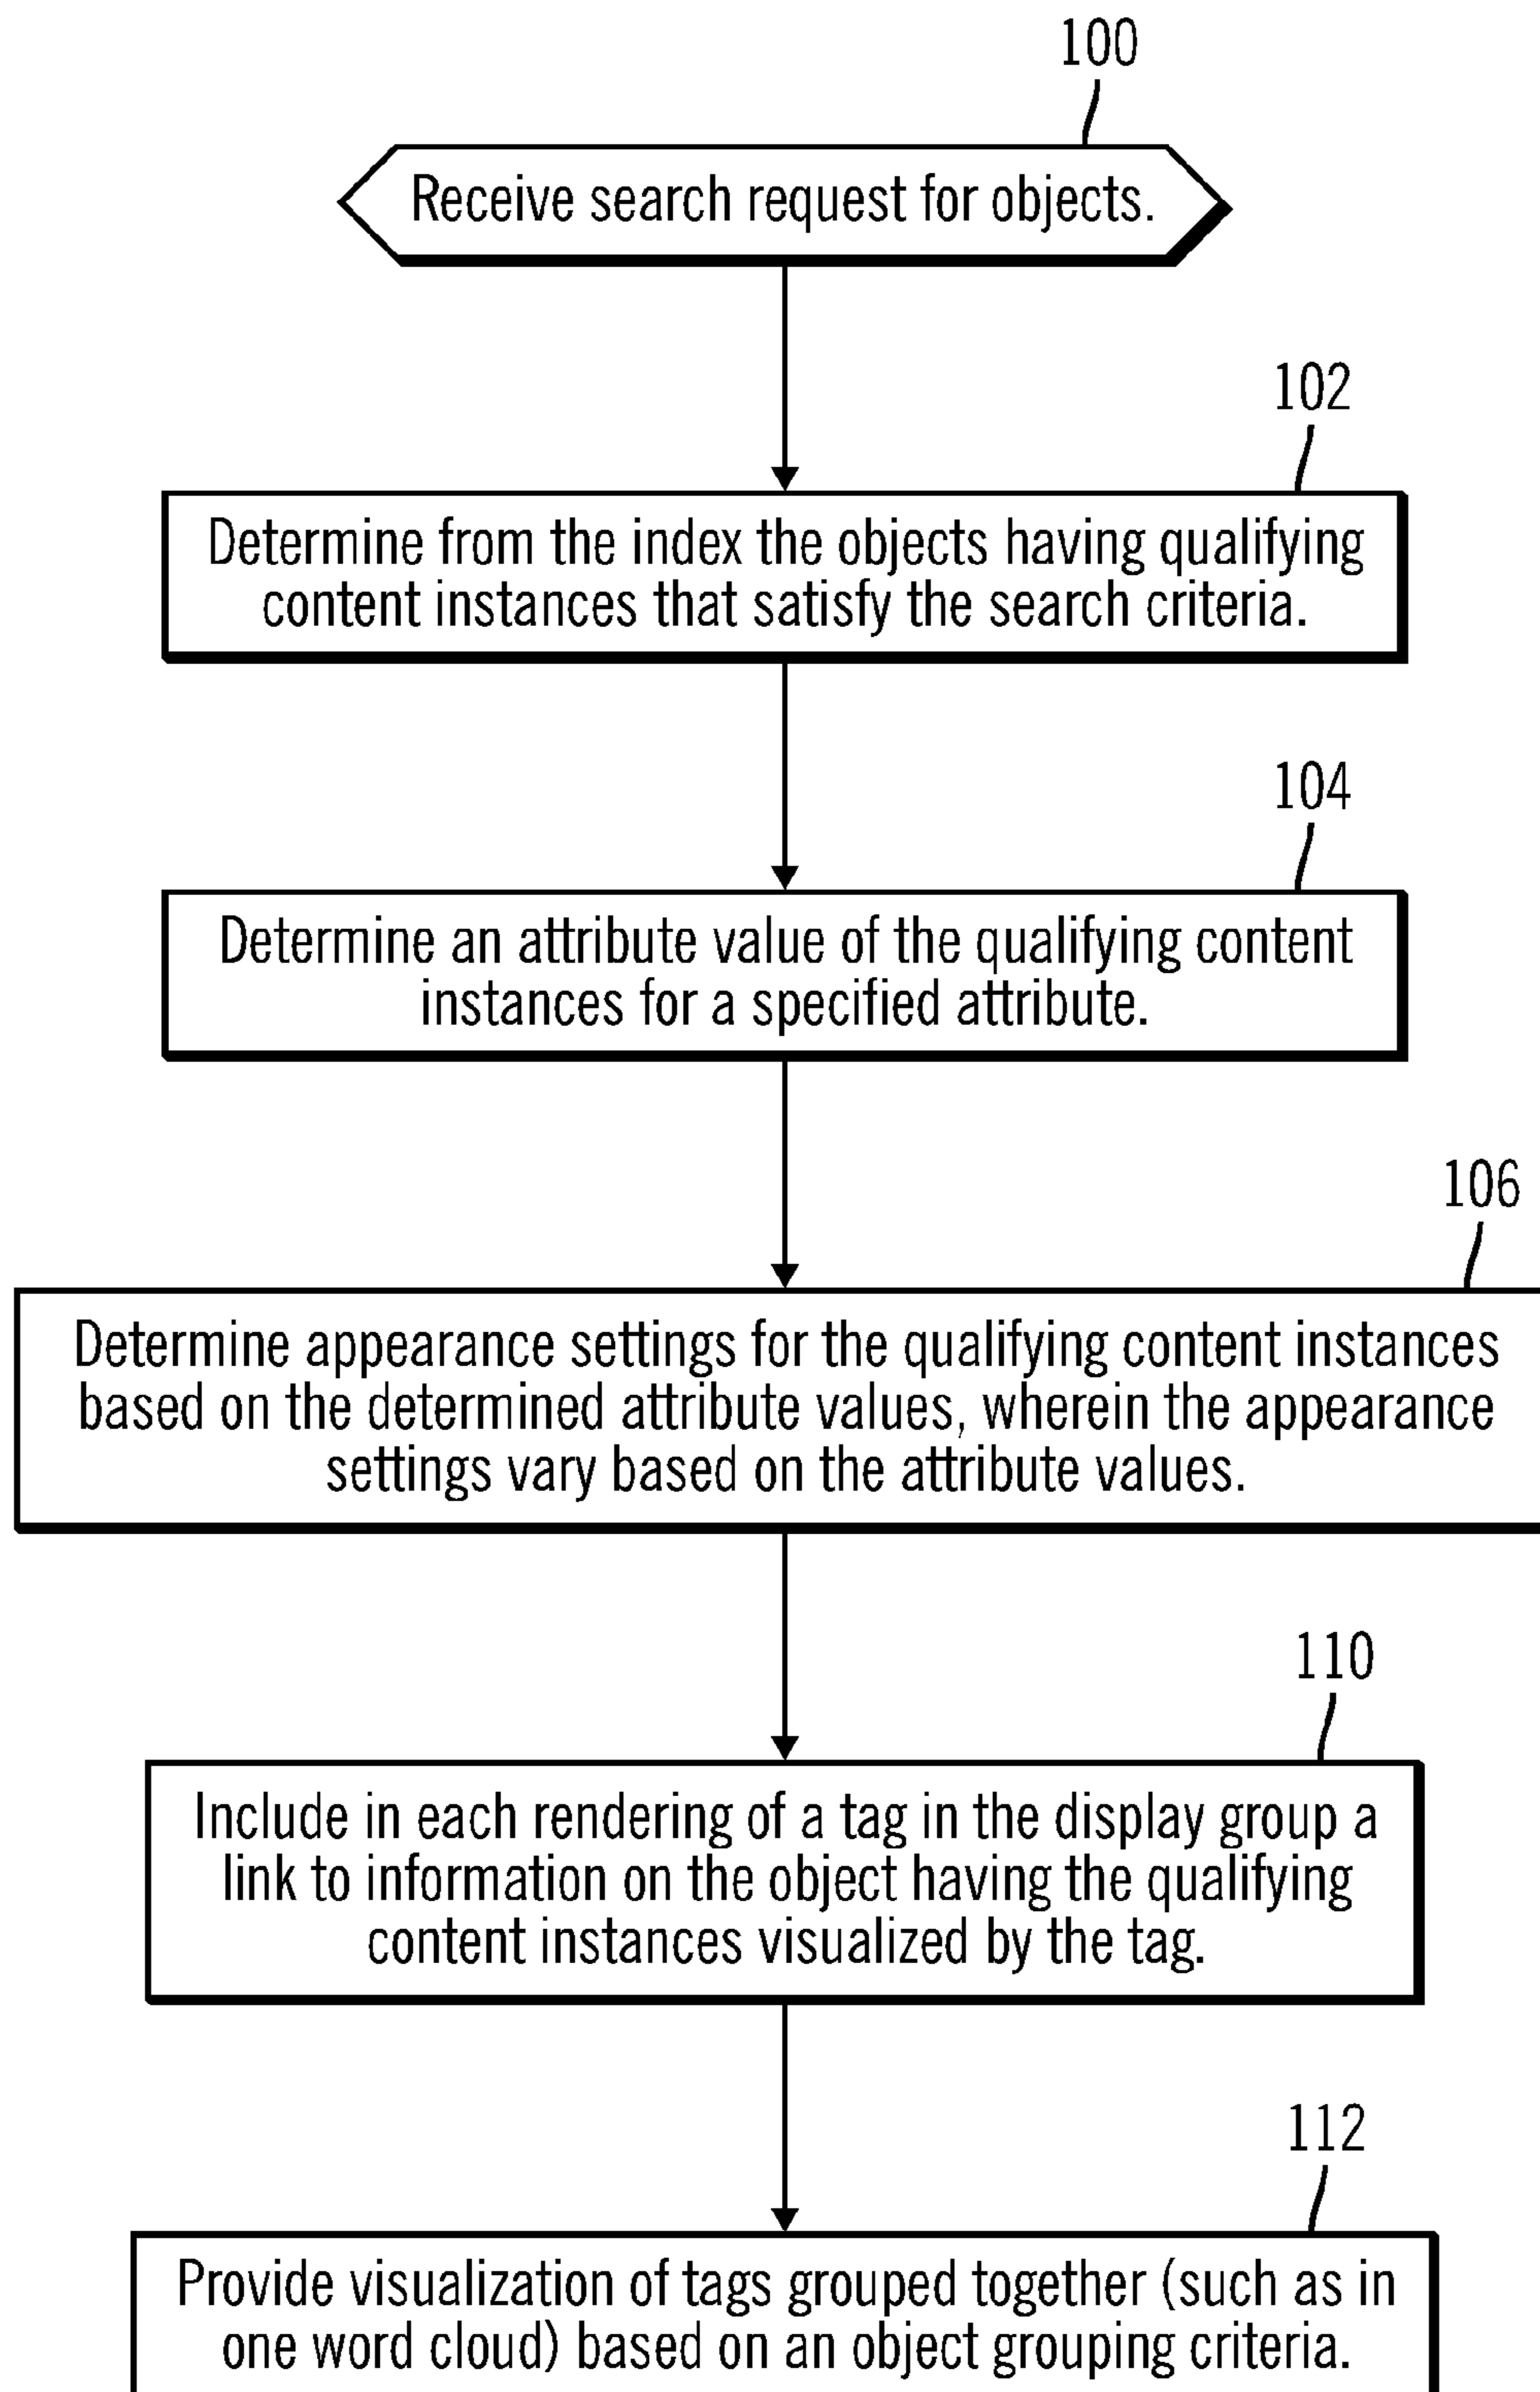 100
Receive search request for objects.
102
Determine from the index the objects having qualifying
content instances that satisfy the search criteria.
104
Determine an attribute value of the qualifying content
instances for a specified attribute.
106
Determine appearance settings for the qualifying content instances
based on the determined attribute values, wherein the appearance
settings vary based on the attribute values.
110
Include in each rendering of a tag in the display group a
link to information on the object having the qualifying
content instances visualized by the tag.
112
Provide visualization of tags grouped together (such as in
one word cloud) based on an object grouping criteria.